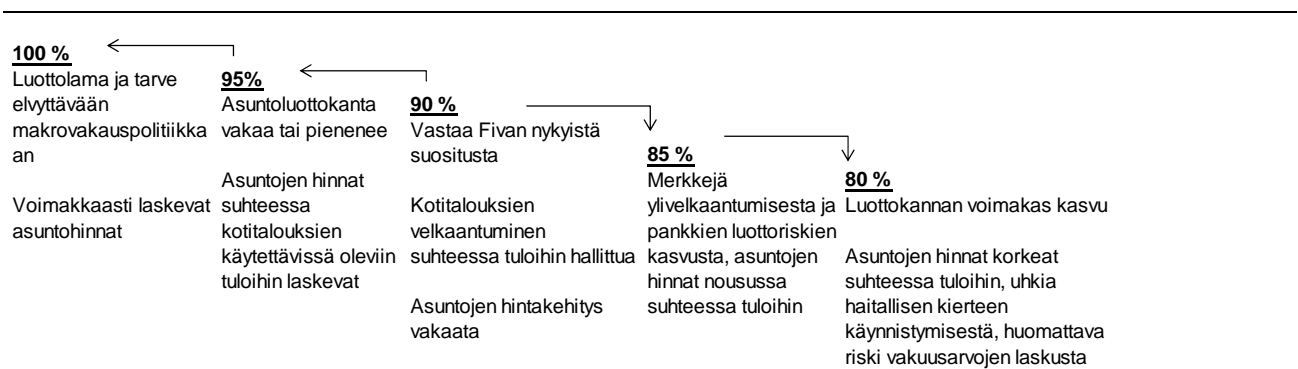 100 %
Luottolama ja tarve
elvyttävään
makrovakauspolitiikka
an
Voimakkaasti laskevat
asuntohinnat
95%
Asuntoluottokanta
vakaa tai pienenee
Asuntojen hinnat
suhteessa
kotitalouksien
käytettävissä oleviin
tuloihin laskevat
90 %
Vastaa Fivan nykyistä
suositusta
Kotitalouksien
velkaantuminen
suhteessa tuloihin hallittua
Asuntojen hintakehitys
vakaata
85 %
Merkkejä
ylivelkaantumisesta ja
pankkien luottoriskien
kasvusta, asuntojen
hinnat nousussa
suhteessa tuloihin
80 %
Luottokannan voimakas kasvu
Asuntojen hinnat korkeat
suhteessa tuloihin, uhkia
haitallisen kierteen
käynnistymisestä, huomattava
riski vakuusarvojen laskusta